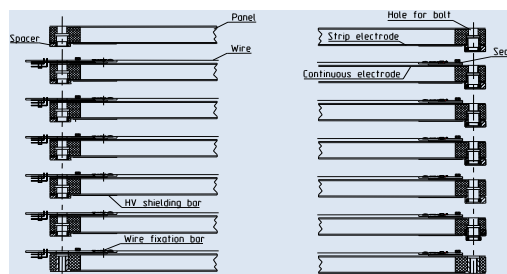 Panel
Hole for bolt
Spacer
Strip electrode
Wire
Continuous electrode
HV shielding bar
Wire fixation bar